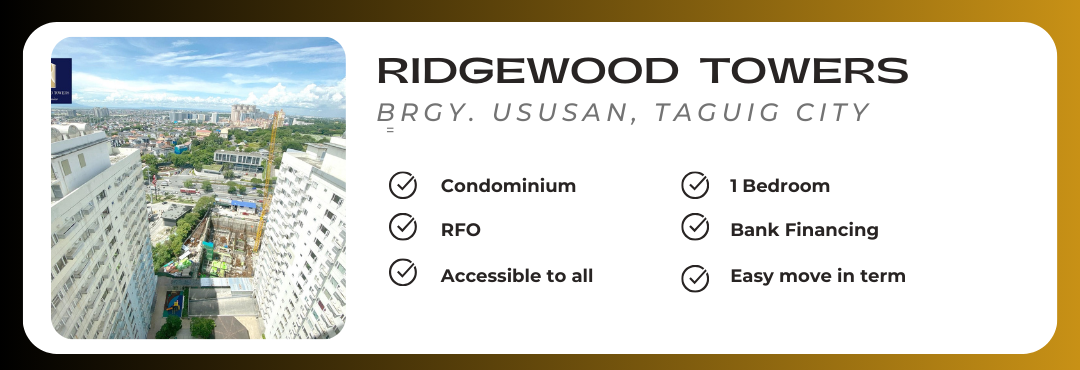 RIDGEWOOD TOWERS
BRGY. USUSAN, TAGUIG CITY
=
Condominium
1 Bedroom
RFO
Bank Financing
Accessible to all
Easy move in term